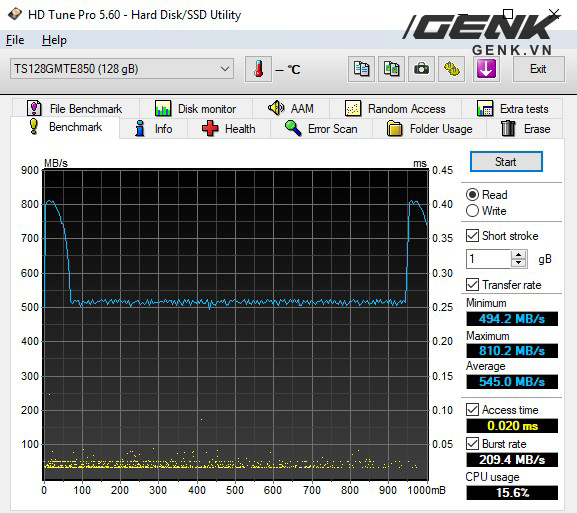 HD Tune Pro 5.60 - Hard Disk/SSD Utility
GENK
GENK.VN
File Help
TS128GMTE850 (128 gB)
– °C
Exit
File Benchmark Disk monitor AAM Random Access Extra tests
Benchmark Info Health Error Scan Folder Usage Erase
MB/s ms
900 0.45
800 0.40
700 0.35
600 0.30
500 0.25
400 0.20
300 0.15
200 0.10
100 0.05
0 100 200 300 400 500 600 700 800 900 1000mB
Start
Read
Write
Short stroke
1 gB
Transfer rate
Minimum
494.2 MB/s
Maximum
810.2 MB/s
Average
545.0 MB/s
Access time
0.020 ms
Burst rate
209.4 MB/s
CPU usage
15.6%